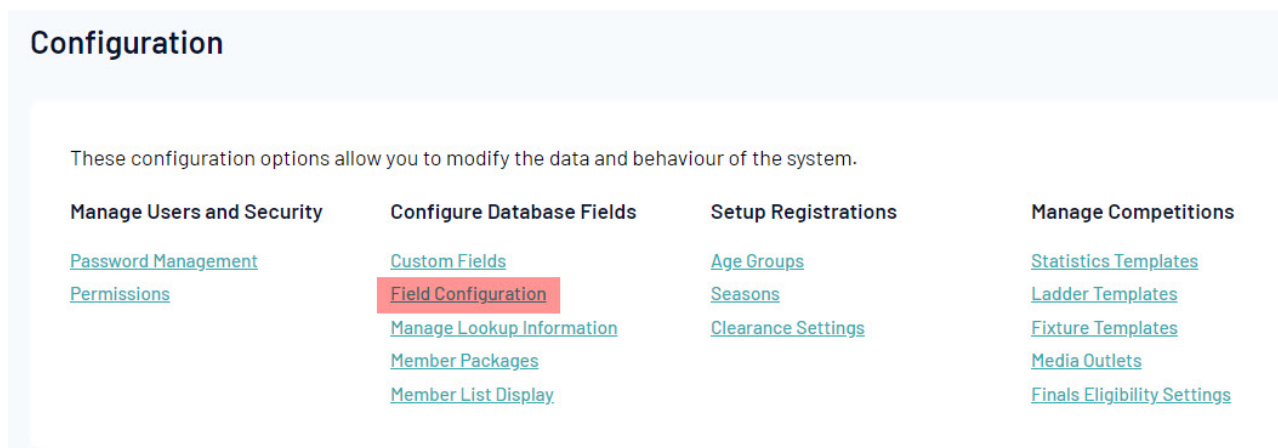 Configuration
These configuration options allow you to modify the data and behaviour of the system.
Manage Users and Security
Password Management
Permissions
Configure Database Fields
Custom Fields
Field Configuration
Manage Lookup Information
Member Packages
Member List Display
Setup Registrations
Age Groups
Seasons
Clearance Settings
Manage Competitions
Statistics Templates
Ladder Templates
Fixture Templates
Media Outlets
Finals Eligibility Settings